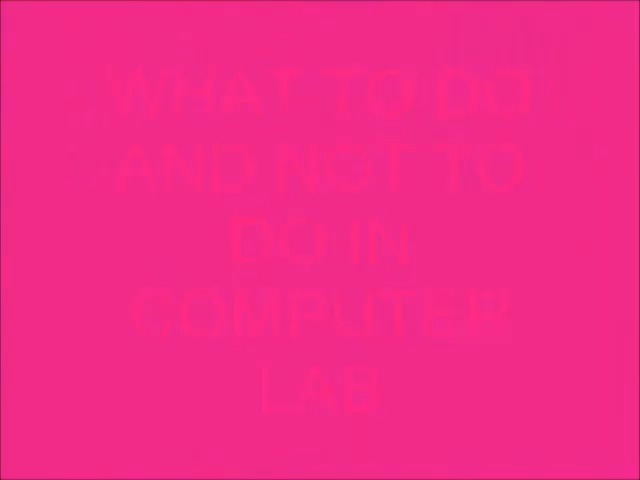 WHAT TO DO
AND NOT TO
DO IN
COMPUTER
LAB